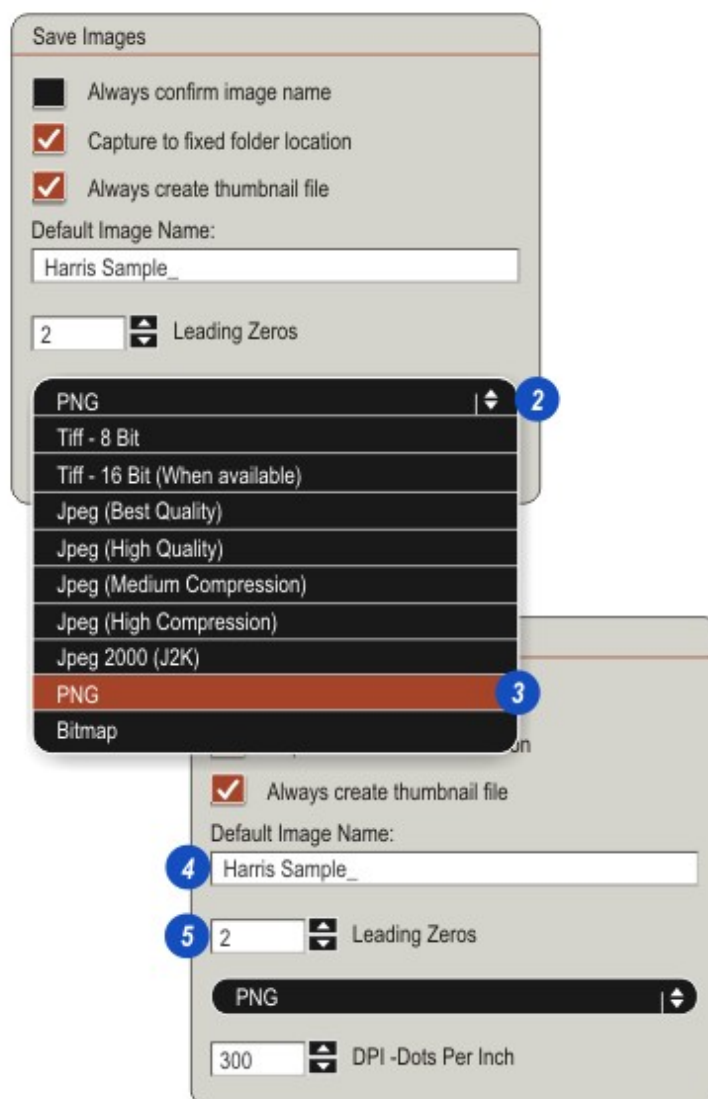 Save Images
Always confirm image name
Capture to fixed folder location
Always create thumbnail file
Default Image Name:
Harris Sample_
2 Leading Zeros
PNG 2
Tiff - 8 Bit
Tiff - 16 Bit (When available)
Jpeg (Best Quality)
Jpeg (High Quality)
Jpeg (Medium Compression)
Jpeg (High Compression)
Jpeg 2000 (J2K)
PNG 3
Bitmap
on
Always create thumbnail file
Default Image Name:
4 Harris Sample_
5 2 Leading Zeros
PNG
300 DPI -Dots Per Inch